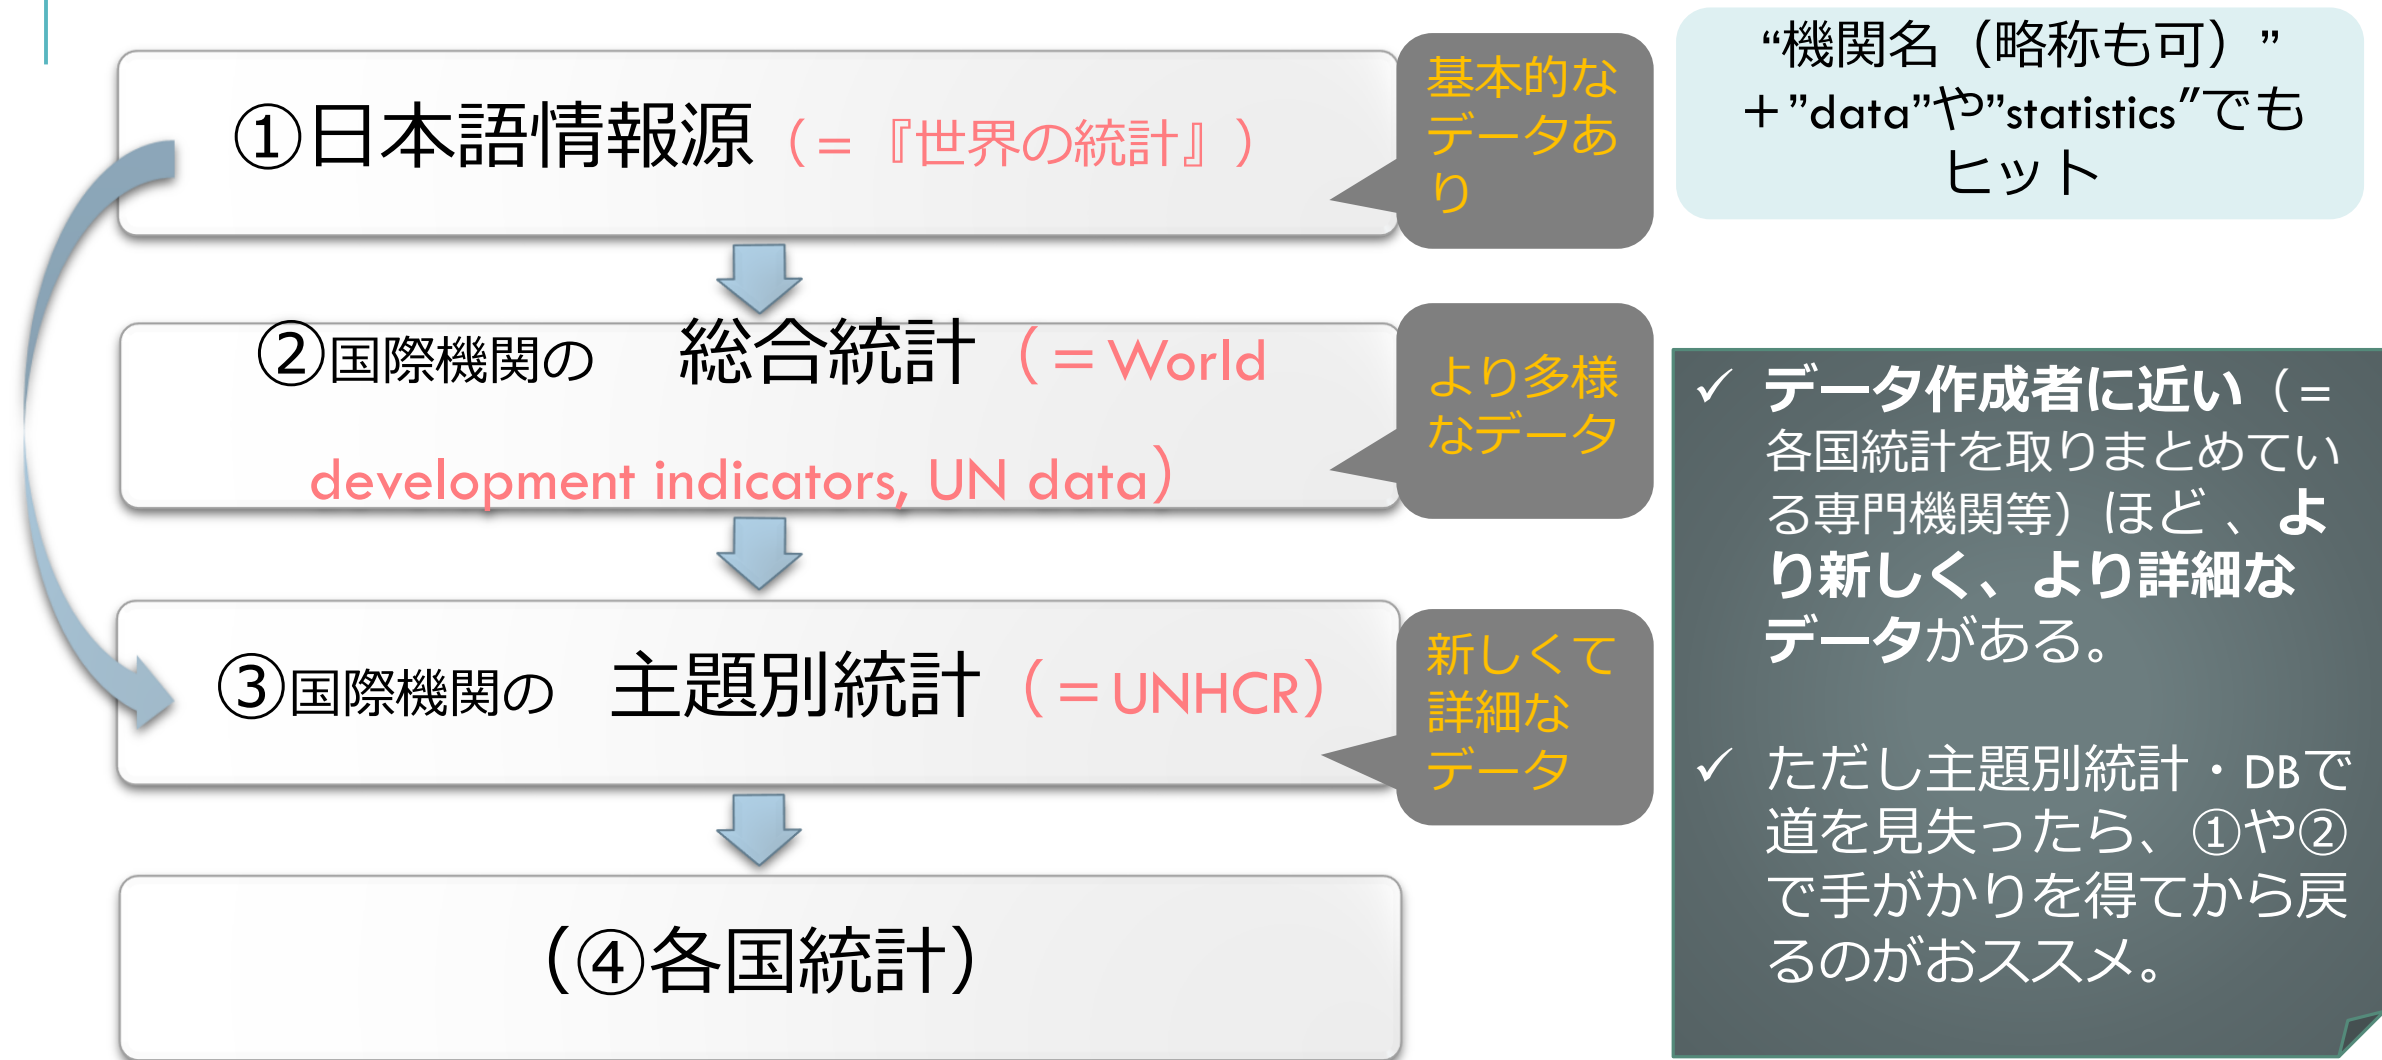 ①日本語情報源（=『世界の統計』）
基本的な
データあ
り
“機関名（略称も可）”
＋”data”や”statistics”でも
ヒット
②国際機関の　総合統計（＝World
development indicators, UN data）
より多様
なデータ
③国際機関の　主題別統計（＝UNHCR）
新しくて
詳細な
データ
（④各国統計）
✓ データ作成者に近い（=
各国統計を取りまとめてい
る専門機関等）ほど、よ
り新しく、より詳細な
データがある。
✓ ただし主題別統計・DBで
道を見失ったら、①や②
で手がかりを得てから戻
るのがおススメ。